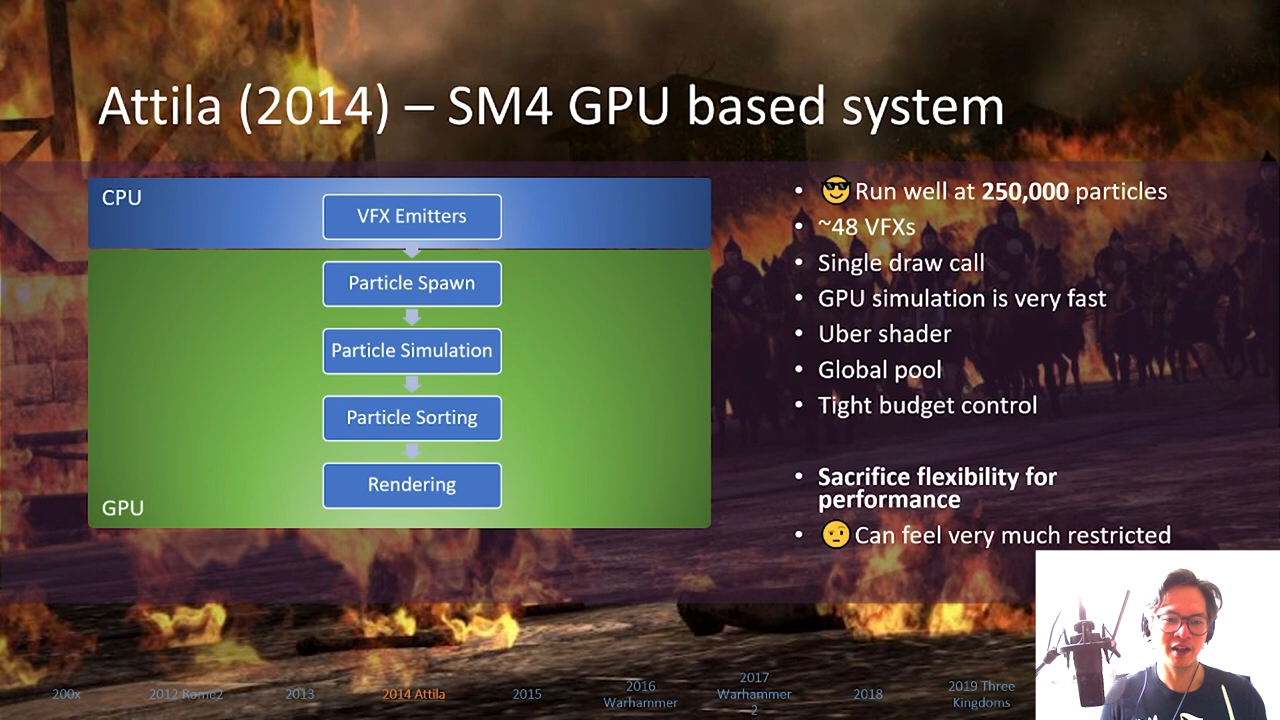 Attila (2014) – SM4 GPU based system
CPU
VFX Emitters
Particle Spawn
Particle Simulation
Particle Sorting
Rendering
GPU
• 😎 Run well at 250,000 particles
• ~48 VFXs
• Single draw call
• GPU simulation is very fast
• Uber shader
• Global pool
• Tight budget control
• Sacrifice flexibility for
performance
• 🤨 Can feel very much restricted
200x
2012 Rome2
2013
2014 Attila
2015
2016
Warhammer
2017
Warhammer
2
2018
2019 Three
Kingdoms